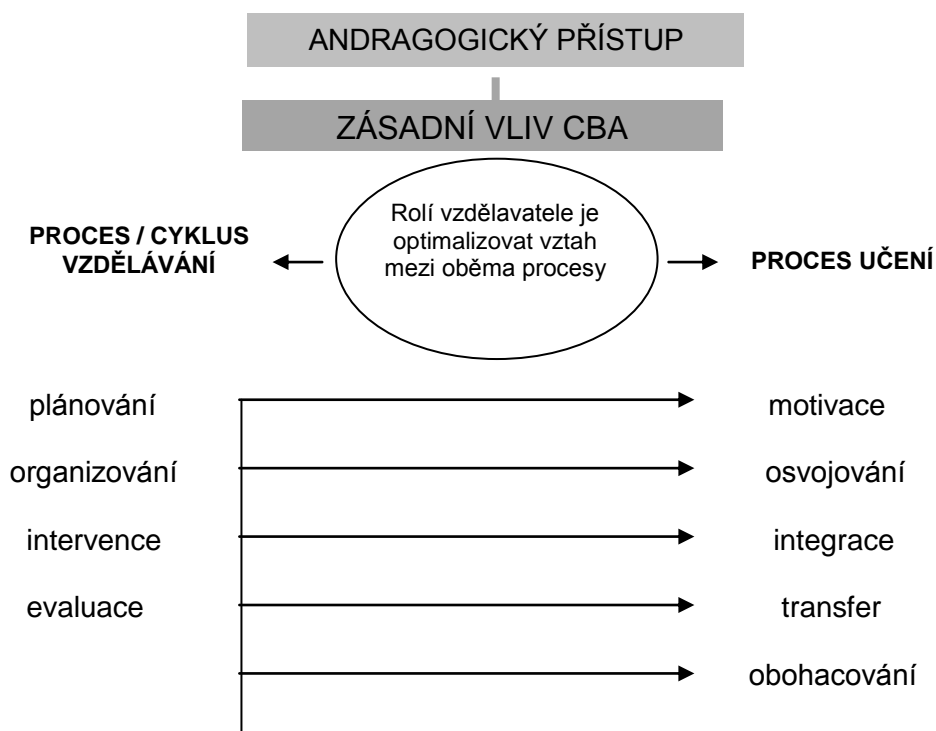 ANDRAGOGICKÝ PŘÍSTUP
ZÁSADNÍ VLIV CBA
Rolí vzdělavatele je
optimalizovat vztah
mezi oběma procesy
PROCES / CYKLUS
VZDĚLÁVÁNÍ
PROCES UČENÍ
plánování
motivace
organizování
osvojování
intervence
integrace
evaluace
transfer
obohacování